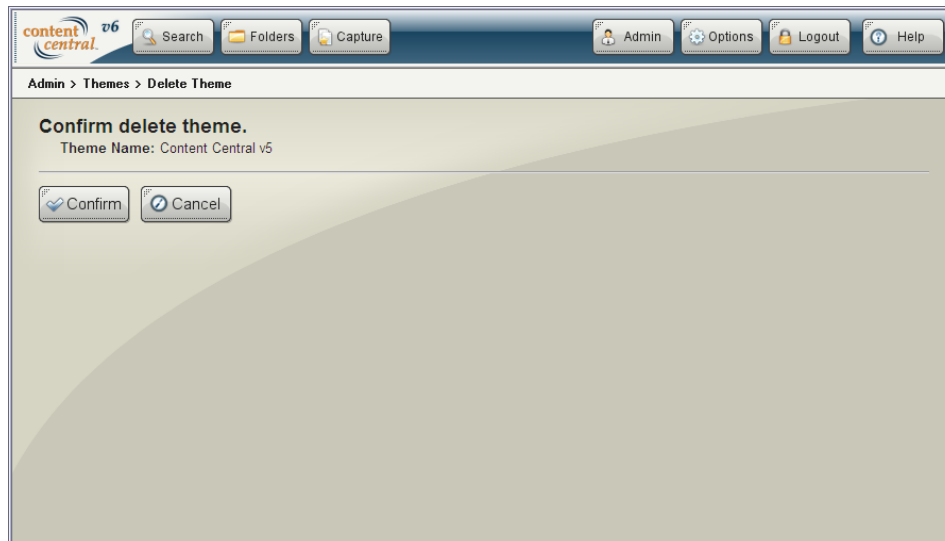 content central v6
Search
Folders
Capture
Admin
Options
Logout
Help
Admin > Themes > Delete Theme
Confirm delete theme.
Theme Name: Content Central v5
Confirm
Cancel